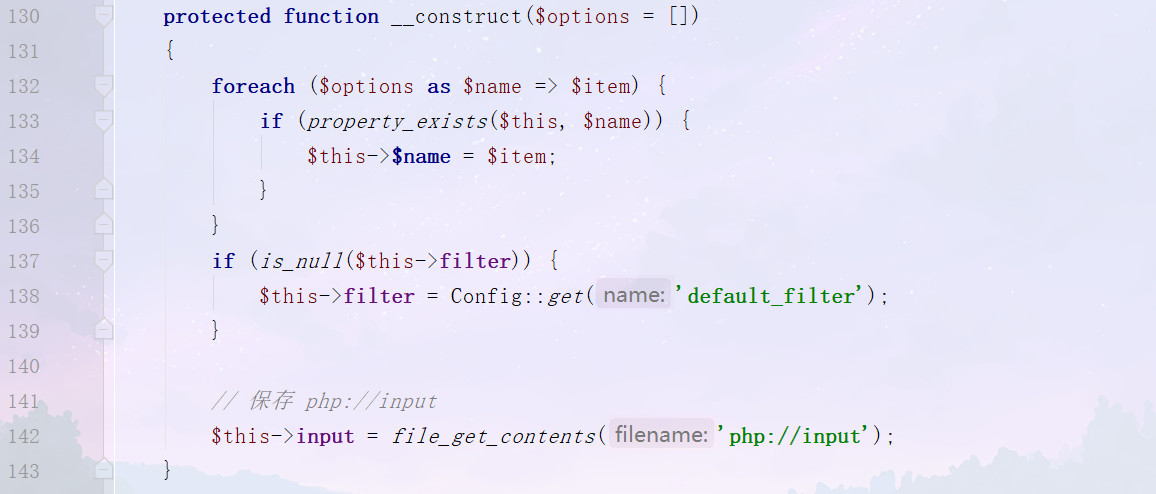 130 protected function __construct($options = [])
131 {
132 foreach ($options as $name => $item) {
133 if (property_exists($this, $name)) {
134 $this->$name = $item;
135 }
136 }
137 if (is_null($this->filter)) {
138 $this->filter = Config::get( name: 'default_filter');
139 }
140
141 // 保存 php://input
142 $this->input = file_get_contents( filename: 'php://input');
143 }